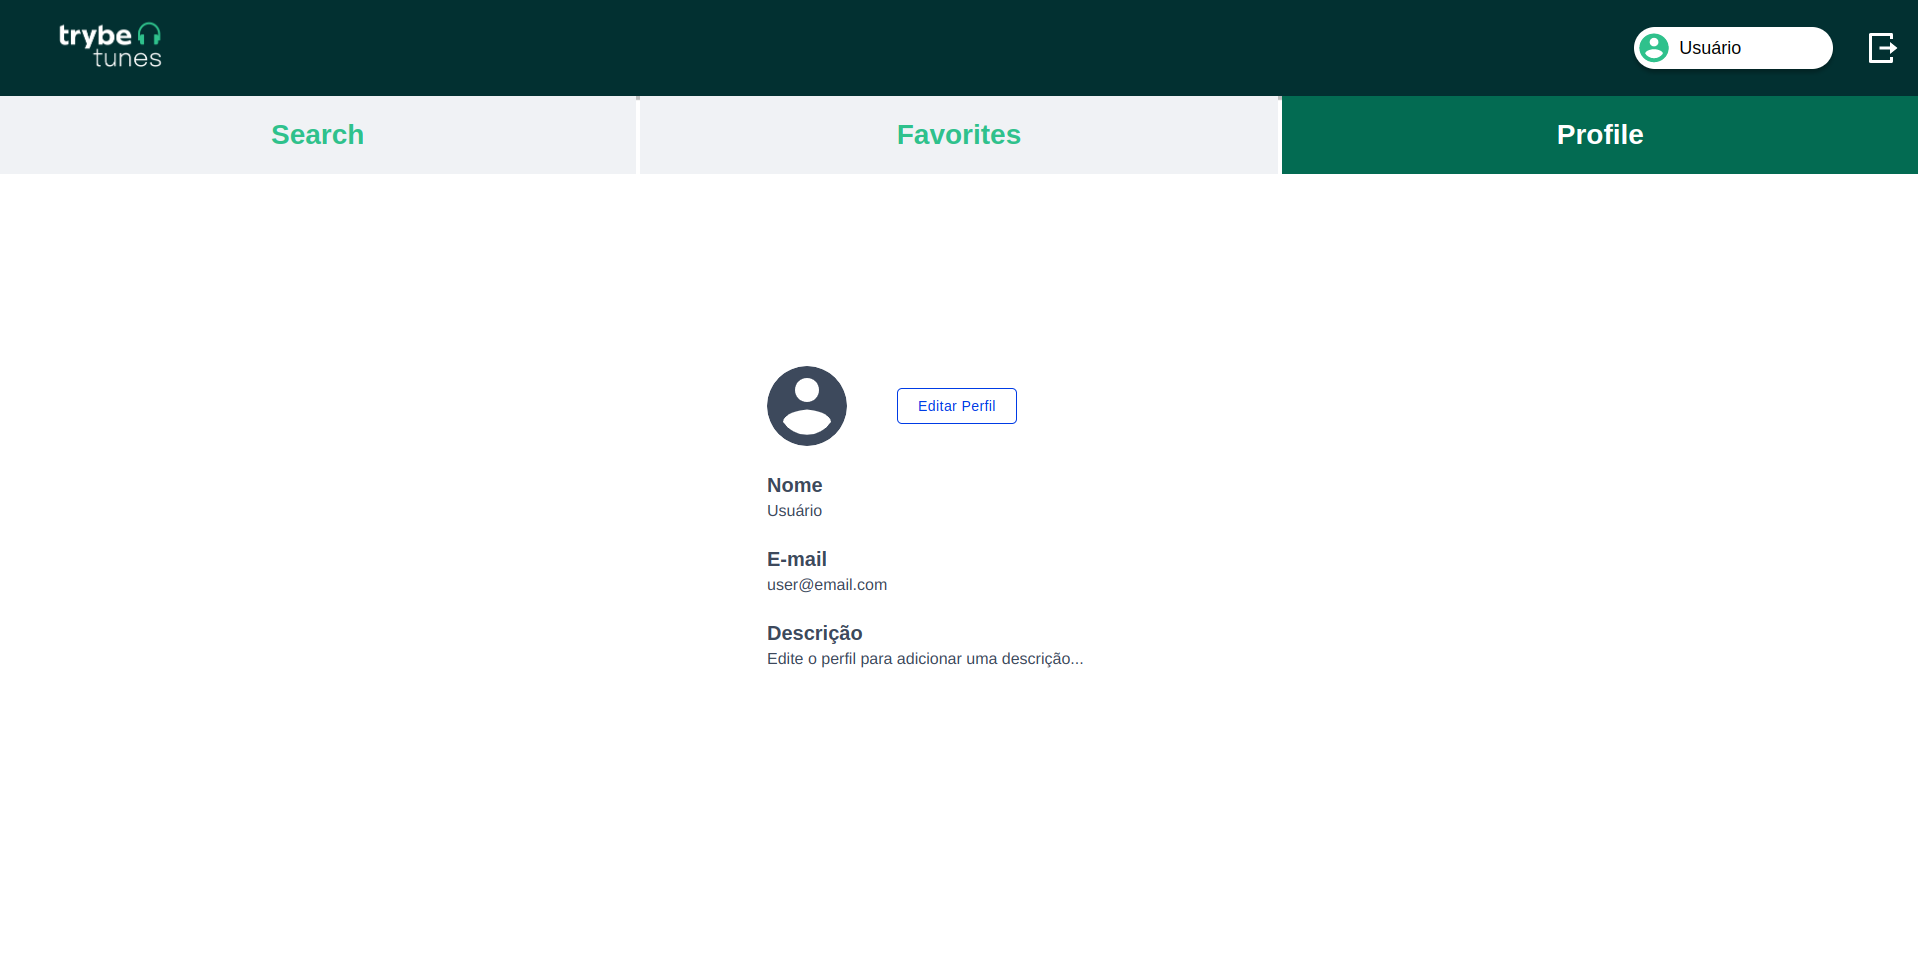 trybe
tunes
Usuário
Search
Favorites
Profile
Editar Perfil
Nome
Usuário
E-mail
user@email.com
Descrição
Edite o perfil para adicionar uma descrição...